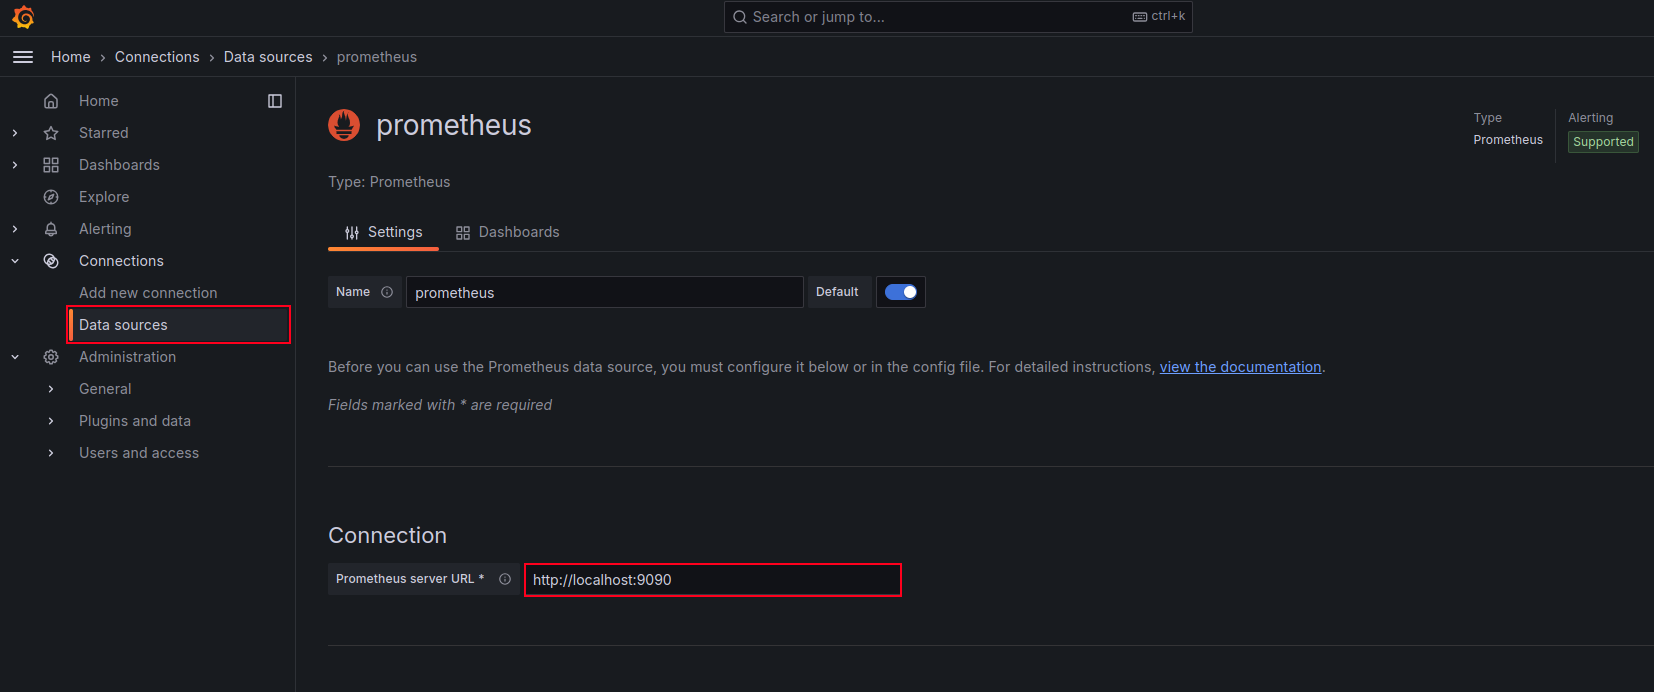 Search or jump to...
ctrl+k
Home › Connections › Data sources › prometheus
Home
Starred
Dashboards
Explore
Alerting
Connections
Add new connection
Data sources
Administration
General
Plugins and data
Users and access
prometheus
Type
Prometheus
Alerting
Supported
Type: Prometheus
Settings
Dashboards
Name
prometheus
Default
Before you can use the Prometheus data source, you must configure it below or in the config file. For detailed instructions, view the documentation.
Fields marked with * are required
Connection
Prometheus server URL *
http://localhost:9090